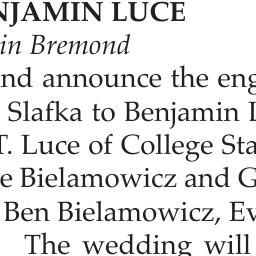 NJAMIN LUCE
in Bremond
nd announce the eng
Slafka to Benjamin L
T. Luce of College Sta
e Bielamowicz and G
Ben Bielamowicz, Ev
The wedding will